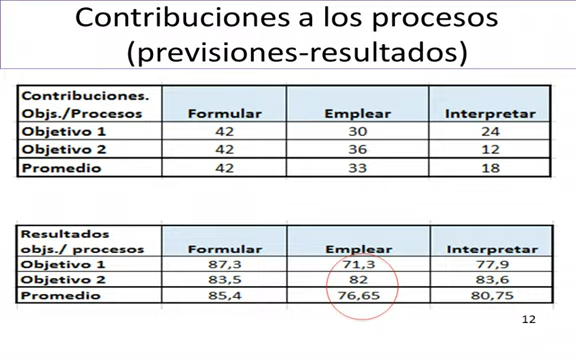 Contribuciones a los procesos
(previsiones-resultados)
Contribuciones.
Objs./Procesos Formular Emplear Interpretar
Objetivo 1 42 30 24
Objetivo 2 42 36 12
Promedio 42 33 18
Resultados
objs./ procesos Formular Emplear Interpretar
Objetivo 1 87,3 71,3 77,9
Objetivo 2 83,5 82 83,6
Promedio 85,4 76,65 80,75
12